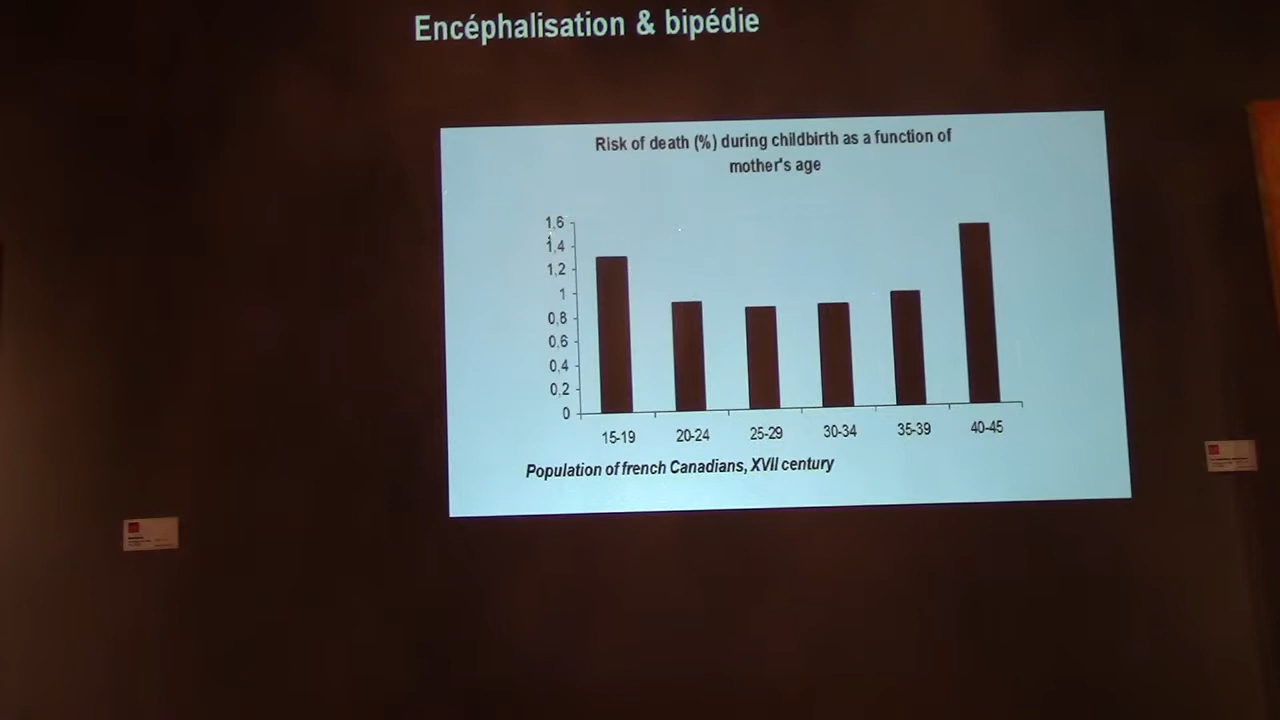 Encéphalisation & bipédie
Risk of death (%) during childbirth as a function of
mother's age
1,6
1,4
1,2
1
0,8
0,6
0,4
0,2
0
15-19 20-24 25-29 30-34 35-39 40-45
Population of french Canadians, XVII century